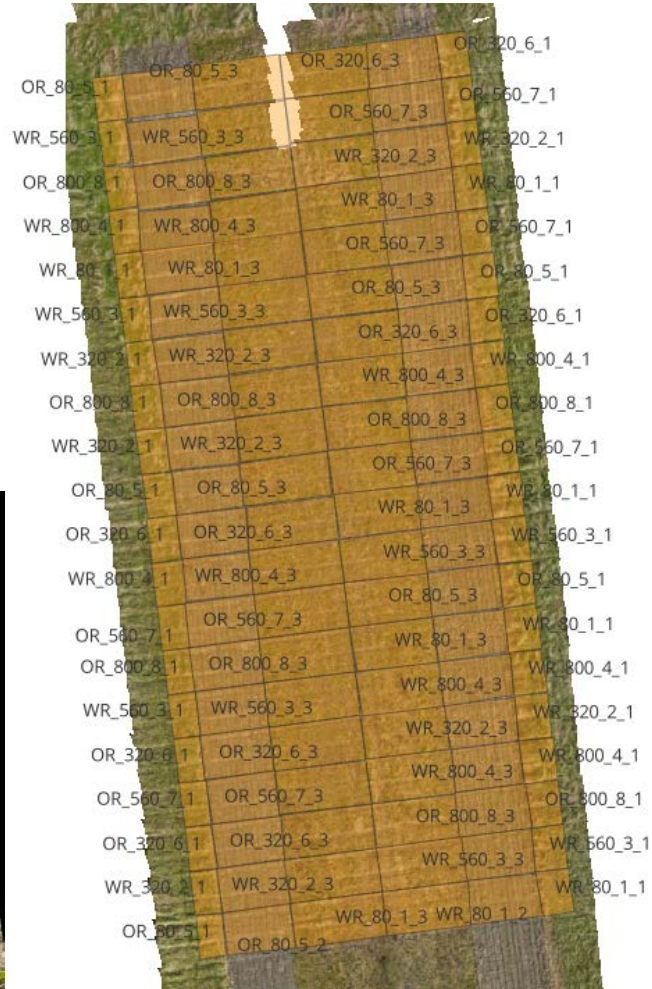 OR_320_6_1
OR_320_6_3
OR_80_5_3
OR_80_5_1
OR_560_7_1
OR_560_7_3
WR_560_3_1 WR_560_3_3
WR_320_2_1
WR_320_2_3
OR_800_8_1 OR_800_8_3
WR_80_1_1
WR_80_1_3
WR_800_4_1 WR_800_4_3
OR_560_7_1
OR_560_7_3
WR_80_1_1 WR_80_1_3
OR_80_5_1
OR_80_5_3
WR_560_3_1 WR_560_3_3
OR_320_6_1
OR_320_6_3
WR_320_2_1 WR_320_2_3
WR_800_4_1
WR_800_4_3
OR_800_8_1 OR_800_8_3
OR_800_8_1
OR_800_8_3
WR_320_2_1 WR_320_2_3
OR_560_7_1
OR_560_7_3
OR_80_5_1 OR_80_5_3
WR_80_1_1
WR_80_1_3
OR_320_6_1 OR_320_6_3
WR_560_3_1
WR_560_3_3
WR_800_4_1 WR_800_4_3
OR_80_5_1
OR_80_5_3
OR_560_7_1 OR_560_7_3
WR_80_1_1
WR_80_1_3
OR_800_8_1 OR_800_8_3
WR_800_4_1
WR_800_4_3
WR_560_3_1 WR_560_3_3
WR_320_2_1
WR_320_2_3
OR_320_6_1 OR_320_6_3
WR_800_4_1
WR_800_4_3
OR_560_7_1 OR_560_7_3
OR_800_8_1
OR_800_8_3
OR_320_6_1 OR_320_6_3
WR_560_3_1
WR_560_3_3
WR_320_2_1 WR_320_2_3
WR_80_1_1
WR_80_1_3 WR_80_1_2
OR_80_5_1
OR_80_5_2